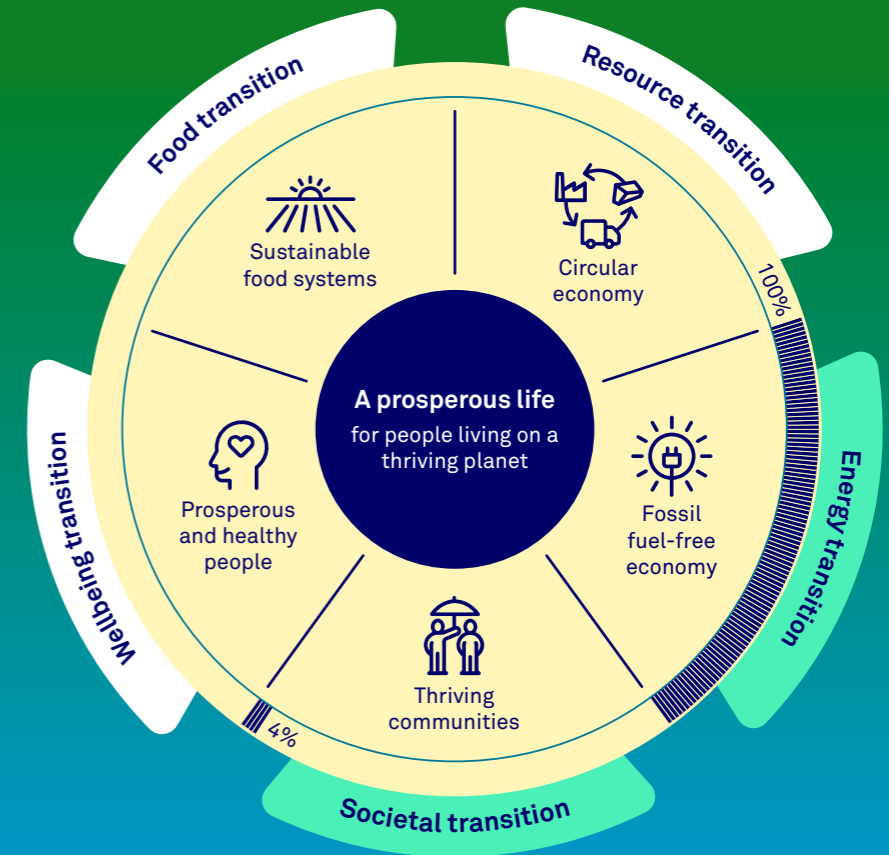 Food transition
Resource transition
Sustainable
food systems
Circular
economy
100%
A prosperous life
for people living on a
thriving planet
Wellbeing transition
Prosperous
and healthy
people
Fossil
fuel-free
economy
Energy transition
Thriving
communities
4%
Societal transition